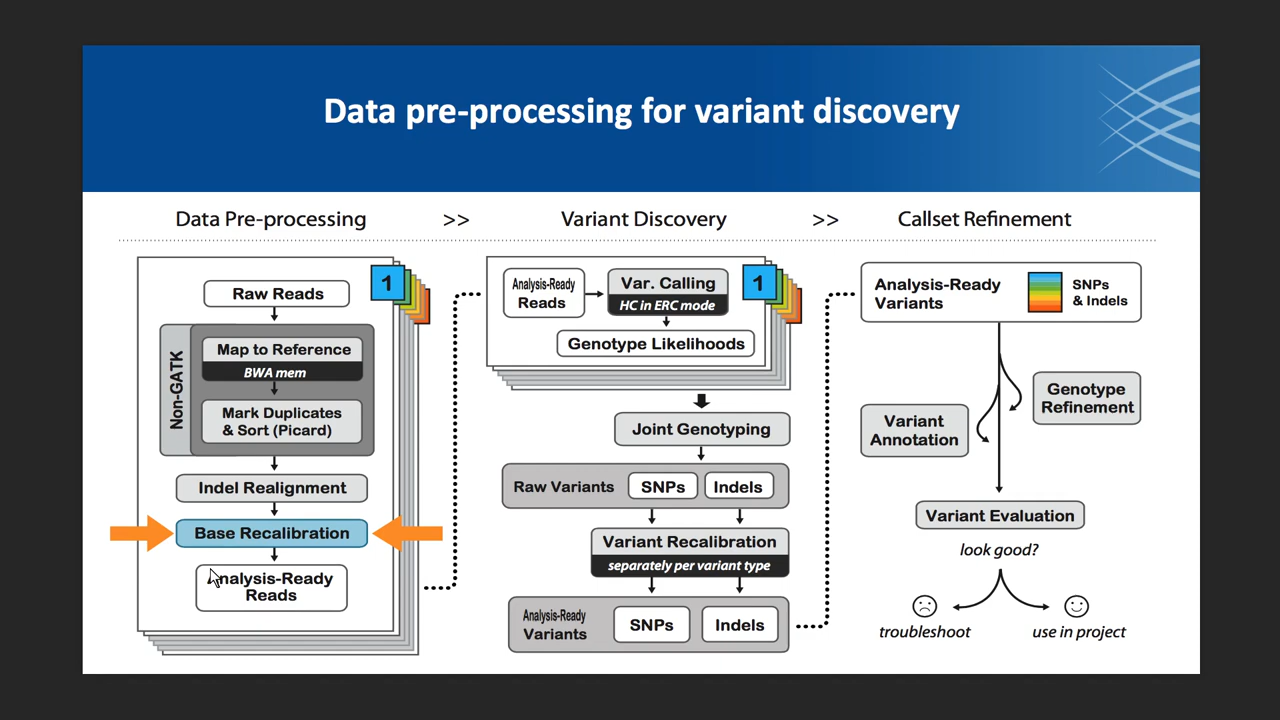 Data pre-processing for variant discovery
Data Pre-processing
>>
Variant Discovery
>>
Callset Refinement
1
Raw Reads
Non-GATK
Map to Reference
BWA mem
Mark Duplicates
& Sort (Picard)
Indel Realignment
Base Recalibration
Analysis-Ready
Reads
1
Analysis-Ready
Reads
Var. Calling
HC in ERC mode
Genotype Likelihoods
Joint Genotyping
Raw Variants
SNPs
Indels
Variant Recalibration
separately per variant type
Analysis-Ready
Variants
SNPs
Indels
Analysis-Ready
Variants
SNPs
& Indels
Genotype
Refinement
Variant
Annotation
Variant Evaluation
look good?
troubleshoot
use in project